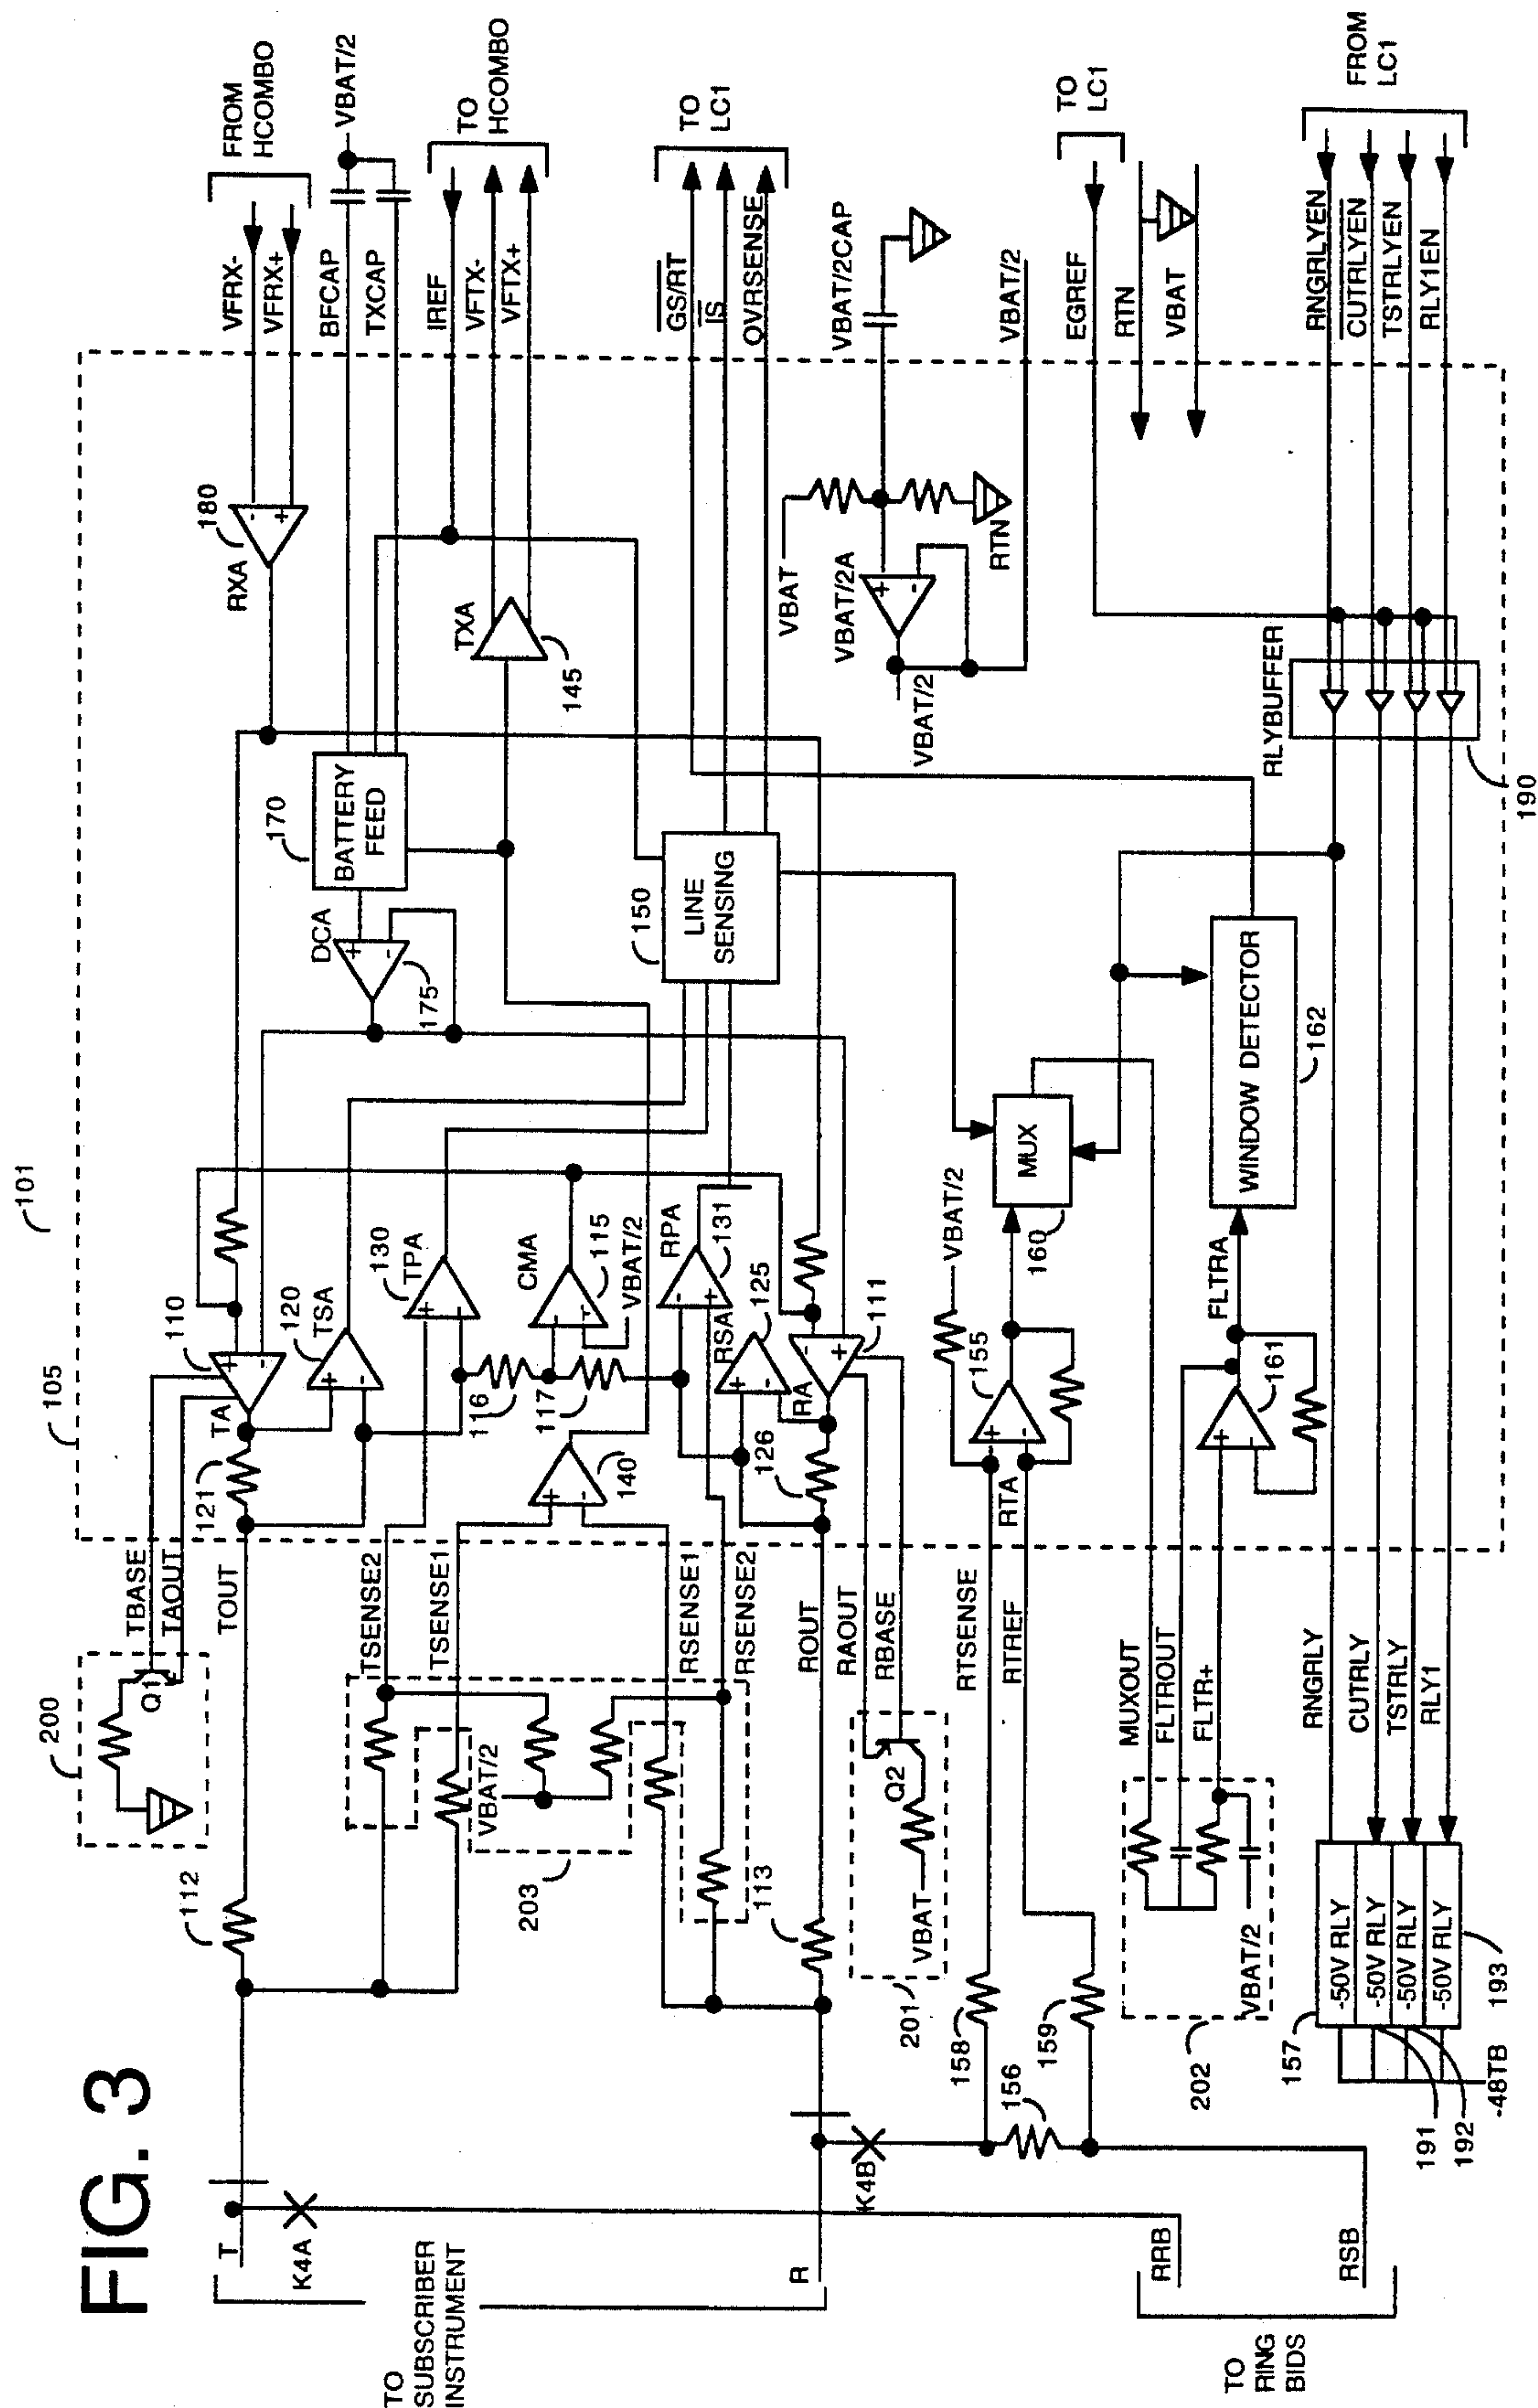 FIG. 3
101
105
200
Q1
TBASE
TAOUT
TOUT
112
121
TA
110
120
TSA
TSENSE2
TSENSE1
130
TPA
116
117
CMA
115
VBAT/2
140
RPA
131
RSA
125
RA
111
126
RSENSE1
RSENSE2
ROUT
RAOUT
RBASE
VBAT/2
203
113
VBAT
Q2
201
RXA
180
FROM
HCOMBO
VFRX-
VFRX+
BFCAP
TXCAP
VBAT/2
IREF
VFTX-
VFTX+
TO
HCOMBO
170
BATTERY
FEED
DCA
175
TXA
145
150
LINE
SENSING
GS/RT
IS
OVRSENSE
TO
LC1
VBAT/2CAP
VBAT
RTN
VBAT/2A
VBAT/2
VBAT/2
EGREF
RTN
VBAT
TO
LC1
RNGRLYEN
CUTRLYEN
TSTRLYEN
RLY1EN
FROM
LC1
RLYBUFFER
190
VBAT/2
MUX
160
155
RTA
RTSENSE
RTREF
158
159
156
WINDOW DETECTOR
162
FLTRA
161
MUXOUT
FLTROUT
FLTR+
VBAT/2
202
RNGRLY
CUTRLY
TSTRLY
RLY1
-50V RLY
-50V RLY
-50V RLY
-50V RLY
157
191
192
193
-48TB
T
K4A
TO
SUBSCRIBER
INSTRUMENT
R
K4B
RRB
RSB
TO
RING
BIDS